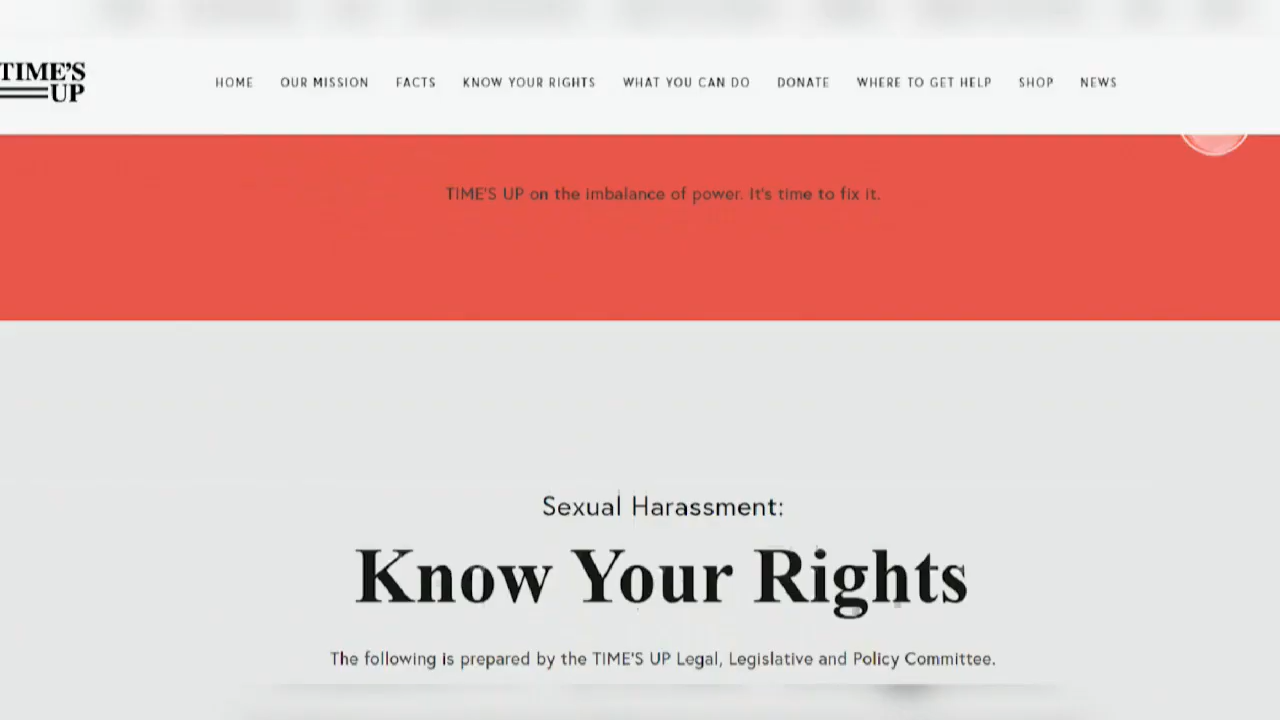 TIME'S
UP
HOME OUR MISSION FACTS KNOW YOUR RIGHTS WHAT YOU CAN DO DONATE WHERE TO GET HELP SHOP NEWS
TIME'S UP on the imbalance of power. It's time to fix it.
Sexual Harassment:
Know Your Rights
The following is prepared by the TIME'S UP Legal, Legislative and Policy Committee.